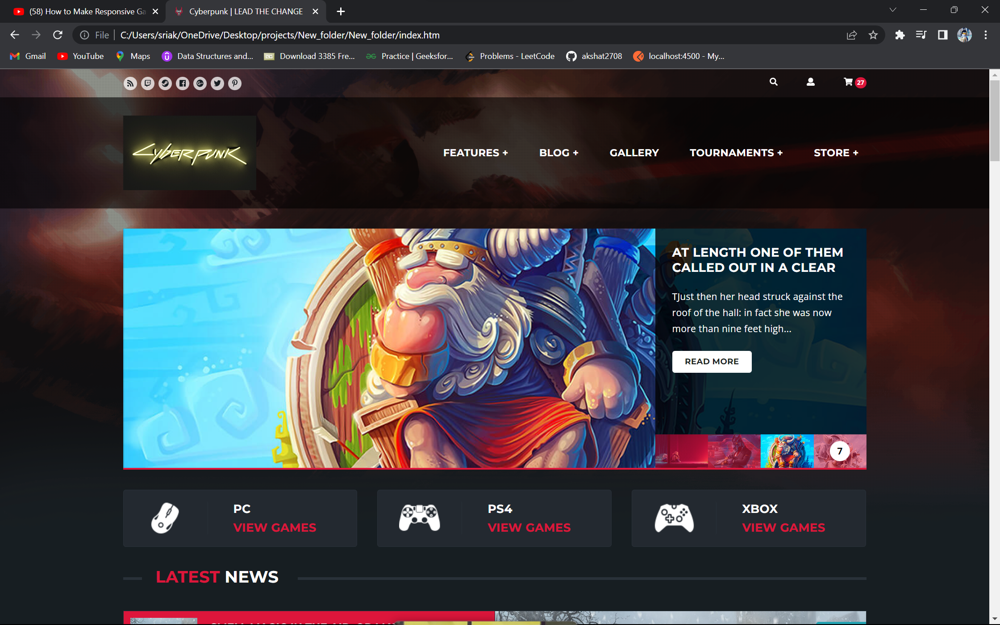 (58) How to Make Responsive Ga
Cyberpunk | LEAD THE CHANGE
File
C:/Users/sriak/OneDrive/Desktop/projects/New_folder/New_folder/index.htm
Gmail
YouTube
Maps
Data Structures and...
Download 3385 Fre...
Practice | Geeksfor...
Problems - LeetCode
akshat2708
localhost:4500 - My...
27
CYBERPUNK
FEATURES +
BLOG +
GALLERY
TOURNAMENTS +
STORE +
AT LENGTH ONE OF THEM
CALLED OUT IN A CLEAR
TJust then her head struck against the
roof of the hall: in fact she was now
more than nine feet high...
READ MORE
7
PC
VIEW GAMES
PS4
VIEW GAMES
XBOX
VIEW GAMES
LATEST NEWS